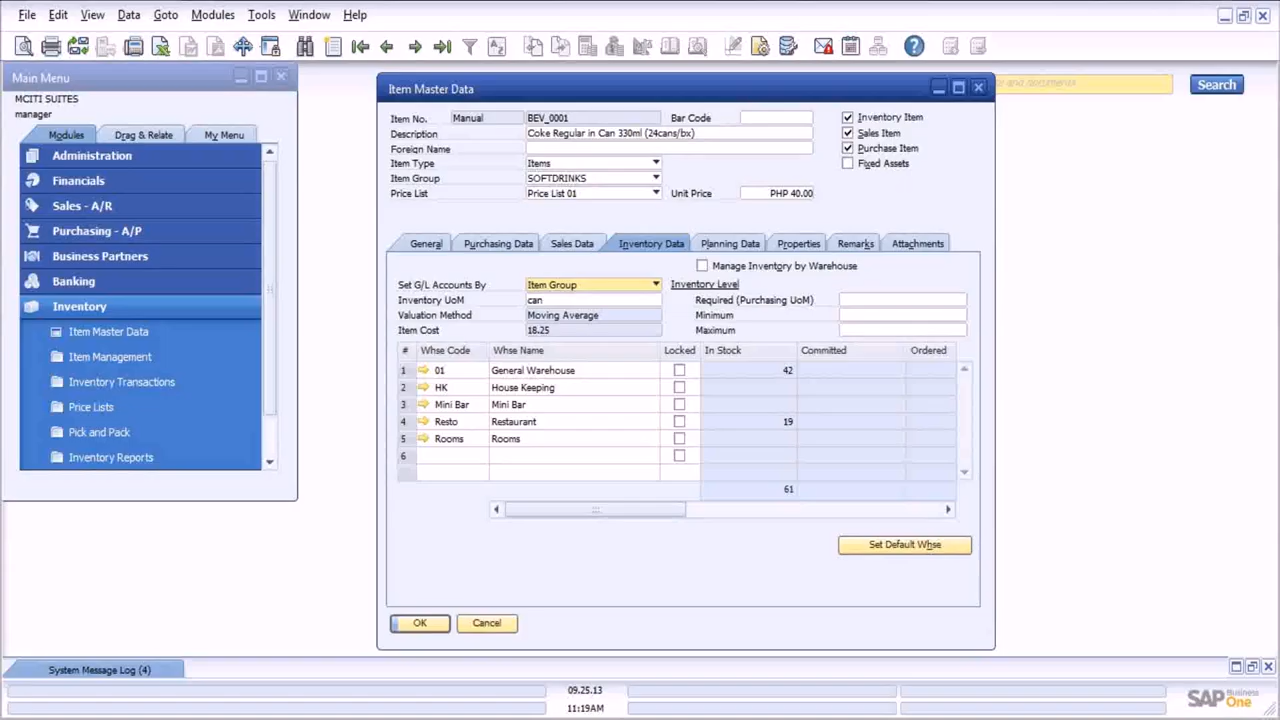 File Edit View Data Goto Modules Tools Window Help
Main Menu
MCITI SUITES
manager
Modules Drag & Relate My Menu
Administration
Financials
Sales - A/R
Purchasing - A/P
Business Partners
Banking
Inventory
Item Master Data
Item Management
Inventory Transactions
Price Lists
Pick and Pack
Inventory Reports
and documents
Search
Item Master Data
Item No. Manual BEV_0001 Bar Code
Description Coke Regular in Can 330ml (24cans/bx)
Foreign Name
Item Type Items
Item Group SOFTDRINKS
Price List Price List 01 Unit Price PHP 40.00
Inventory Item
Sales Item
Purchase Item
Fixed Assets
General Purchasing Data Sales Data Inventory Data Planning Data Properties Remarks Attachments
Manage Inventory by Warehouse
Set G/L Accounts By Item Group Inventory Level
Inventory UoM can Required (Purchasing UoM)
Valuation Method Moving Average Minimum
Item Cost 18.25 Maximum
# Whse Code Whse Name Locked In Stock Committed Ordered
1 01 General Warehouse 42
2 HK House Keeping
3 Mini Bar Mini Bar
4 Resto Restaurant 19
5 Rooms Rooms
6
61
Set Default Whse
OK Cancel
System Message Log (4)
09.25.13
11:19AM
SAP Business One